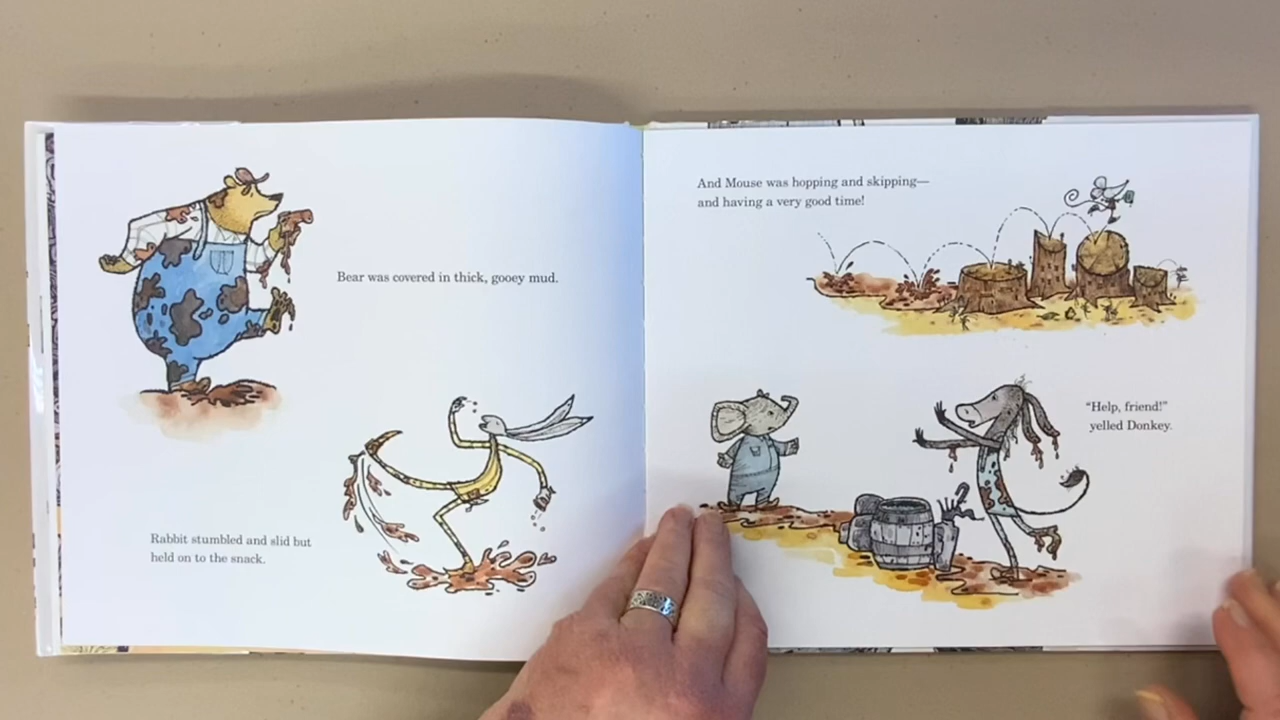 Bear was covered in thick, gooey mud.
Rabbit stumbled and slid but
held on to the snack.
And Mouse was hopping and skipping—
and having a very good time!
“Help, friend!”
yelled Donkey.